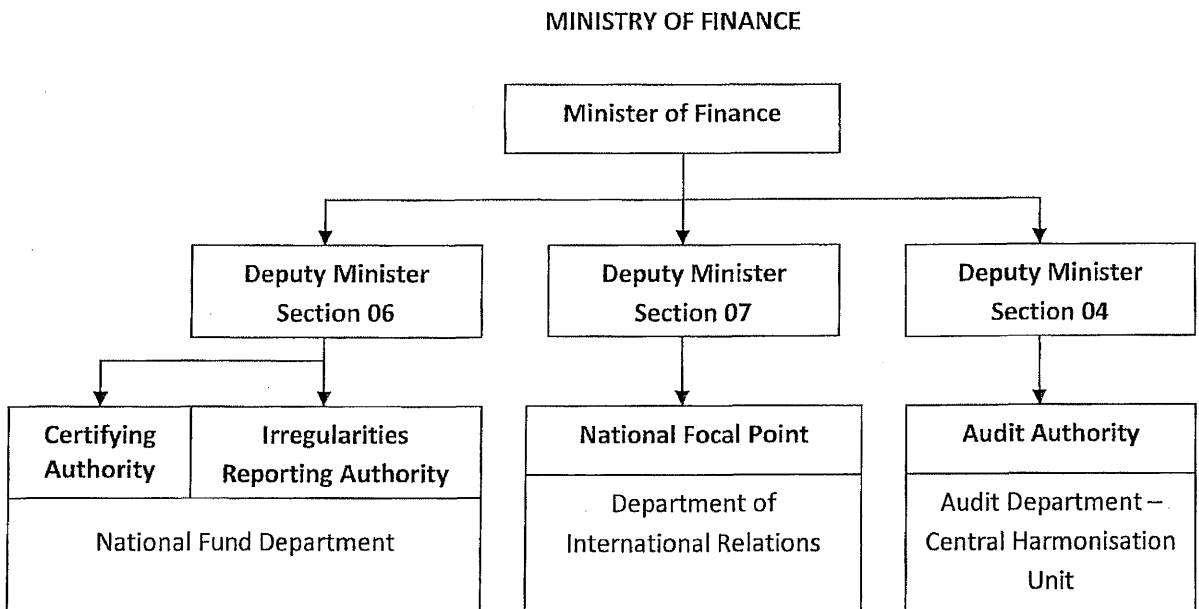 MINISTRY OF FINANCE
Minister of Finance
Deputy Minister
Section 06
Deputy Minister
Section 07
Deputy Minister
Section 04
Certifying
Authority
Irregularities
Reporting Authority
National Fund Department
National Focal Point
Department of
International Relations
Audit Authority
Audit Department –
Central Harmonisation
Unit